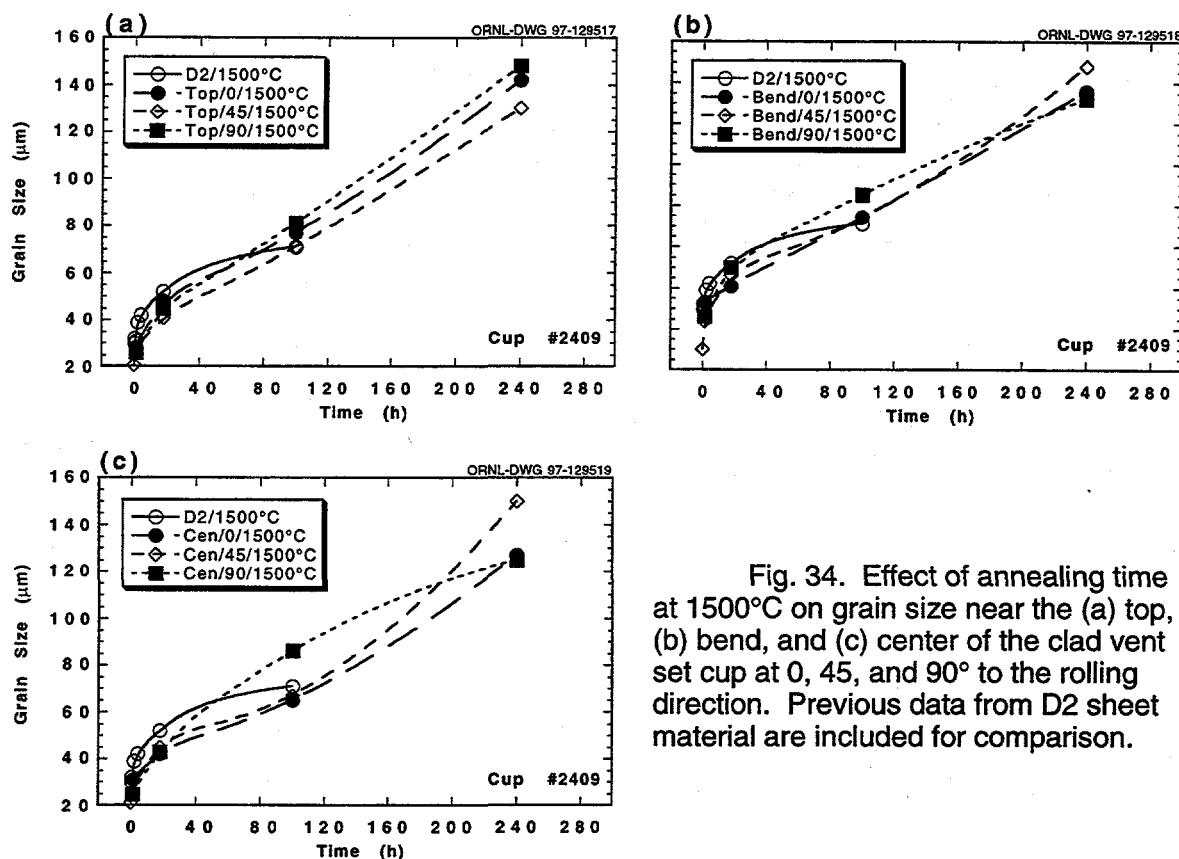 (a)
ORNL-DWG 97-129517
160
140
120
100
80
60
40
20
Grain Size (μm)
D2/1500°C
Top/0/1500°C
Top/45/1500°C
Top/90/1500°C
Cup #2409
0 40 80 120 160 200 240 280
Time (h)
(b)
ORNL-DWG 97-129518
D2/1500°C
Bend/0/1500°C
Bend/45/1500°C
Bend/90/1500°C
Cup #2409
0 40 80 120 160 200 240 280
Time (h)
(c)
ORNL-DWG 97-129519
160
140
120
100
80
60
40
20
Grain Size (μm)
D2/1500°C
Cen/0/1500°C
Cen/45/1500°C
Cen/90/1500°C
Cup #2409
0 40 80 120 160 200 240 280
Time (h)
Fig. 34. Effect of annealing time
at 1500°C on grain size near the (a) top,
(b) bend, and (c) center of the clad vent
set cup at 0, 45, and 90° to the rolling
direction. Previous data from D2 sheet
material are included for comparison.